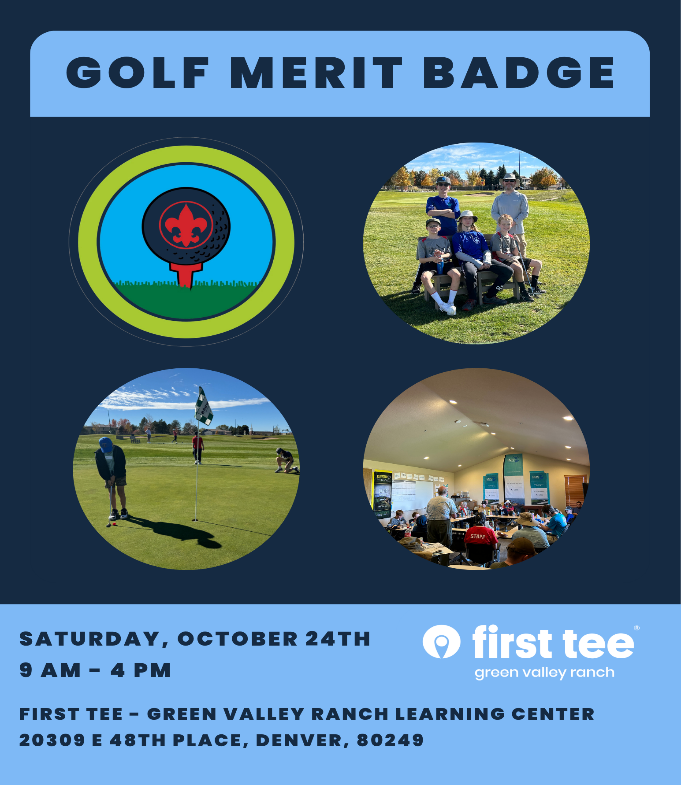 GOLF MERIT BADGE
STAFF
SATURDAY, OCTOBER 24TH
9 AM – 4 PM
first tee®
green valley ranch
FIRST TEE – GREEN VALLEY RANCH LEARNING CENTER
20309 E 48TH PLACE, DENVER, 80249